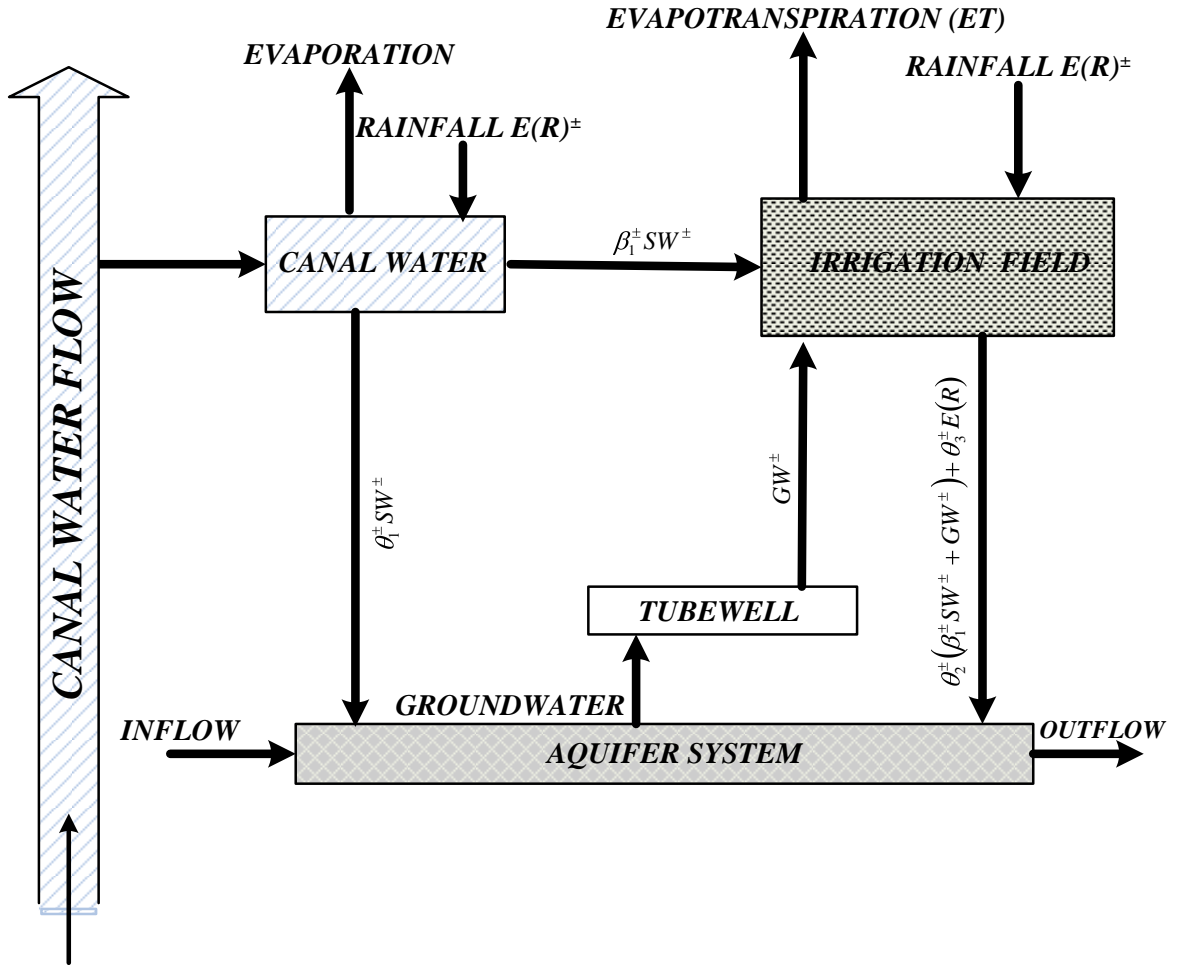 EVAPOTRANSPIRATION (ET)
EVAPORATION
RAINFALL E(R)±
RAINFALL E(R)±
CANAL WATER
β₁± SW±
IRRIGATION FIELD
CANAL WATER FLOW
θ₁± SW±
GW±
θ₂±(β₁± SW± + GW±) + θ₃± E(R)
TUBEWELL
GROUNDWATER
INFLOW
AQUIFER SYSTEM
OUTFLOW